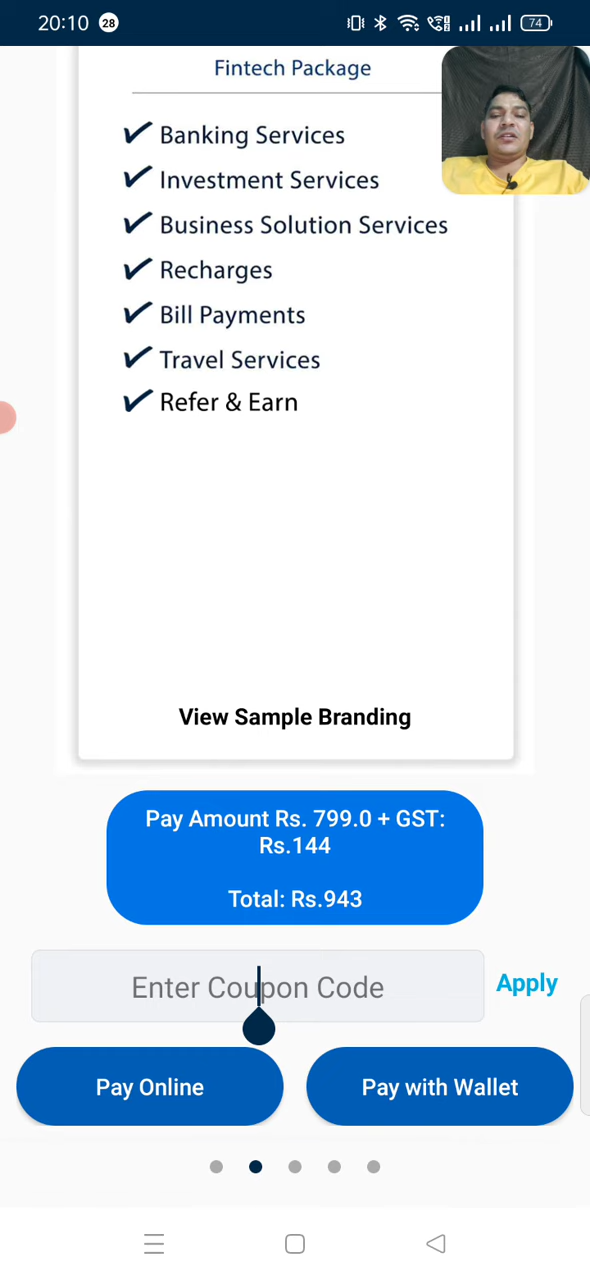 20:10 28 74
Fintech Package
Banking Services
Investment Services
Business Solution Services
Recharges
Bill Payments
Travel Services
Refer & Earn
View Sample Branding
Pay Amount Rs. 799.0 + GST:
Rs.144
Total: Rs.943
Enter Coupon Code
Apply
Pay Online
Pay with Wallet